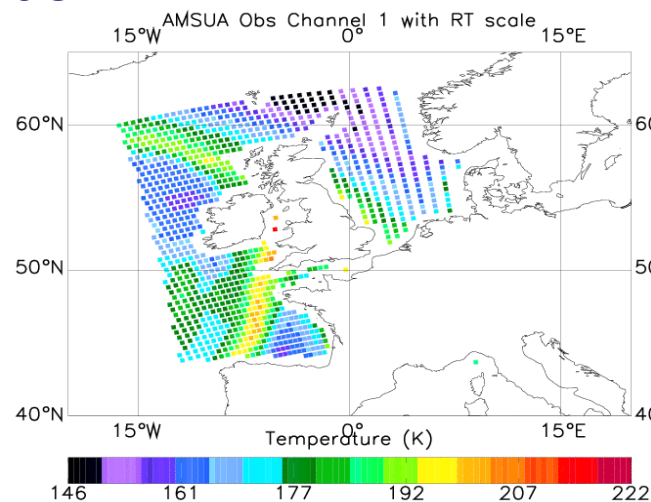 AMSUA Obs Channel 1 with RT scale
15°W 0° 15°E
60°N 60
50°N 50
40°N 40
15°W 0° 15°E
Temperature (K)
146 161 177 192 207 222